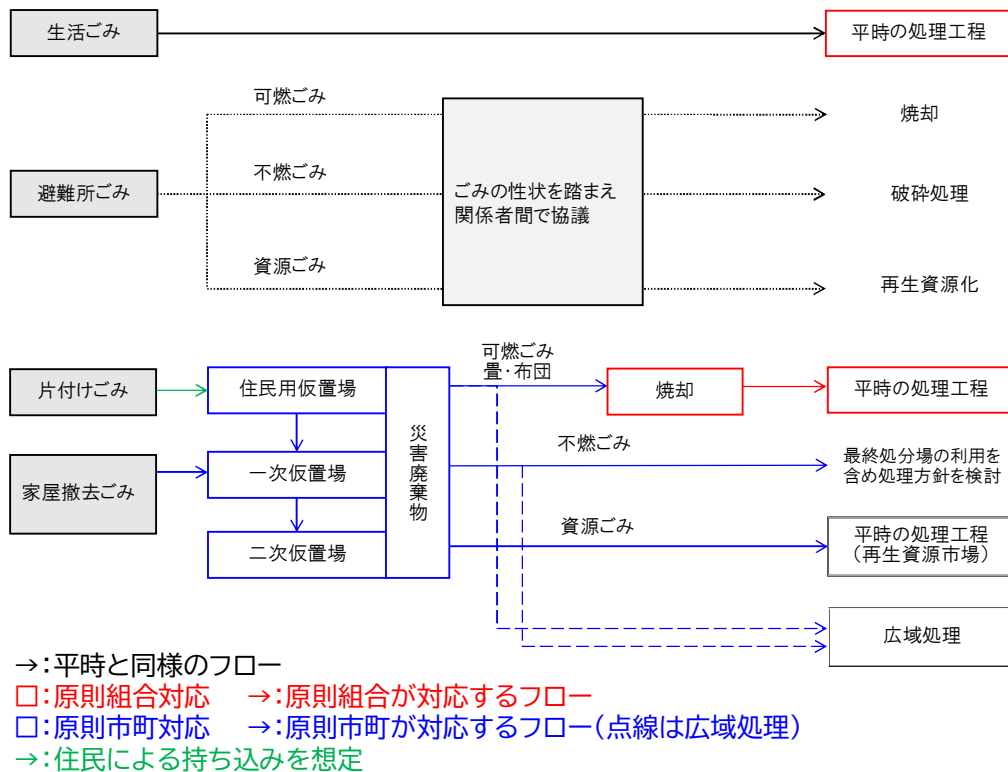 生活ごみ
平時の処理工程
可燃ごみ
焼却
避難所ごみ
不燃ごみ
ごみの性状を踏まえ
関係者間で協議
破砕処理
資源ごみ
再生資源化
片付けごみ
住民用仮置場
災害廃棄物
可燃ごみ
畳・布団
焼却
平時の処理工程
家屋撤去ごみ
一次仮置場
不燃ごみ
最終処分場の利用を
含め処理方針を検討
二次仮置場
資源ごみ
平時の処理工程
（再生資源市場）
広域処理
→：平時と同様のフロー
□：原則組合対応　→：原則組合が対応するフロー
□：原則市町対応　→：原則市町が対応するフロー（点線は広域処理）
→：住民による持ち込みを想定